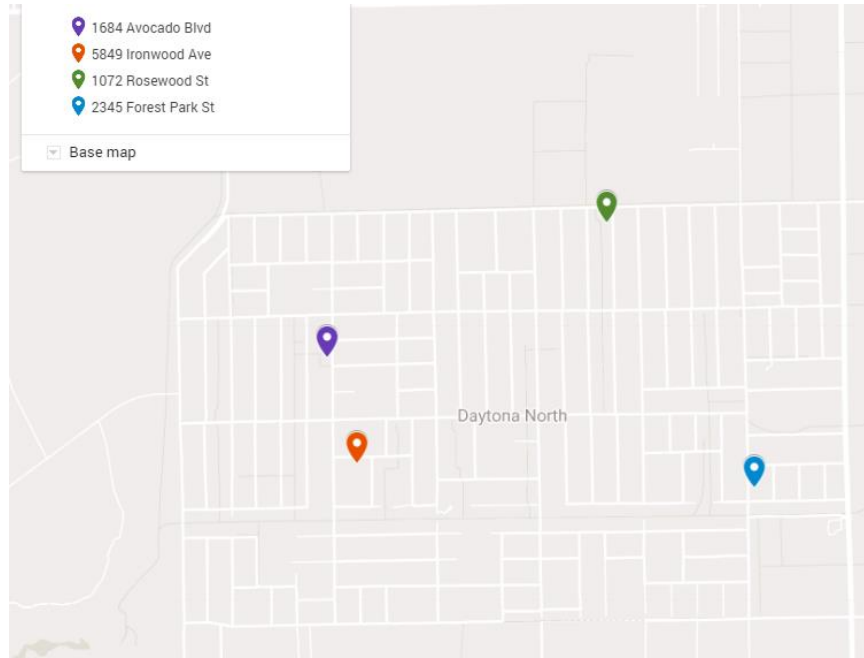 1684 Avocado Blvd
5849 Ironwood Ave
1072 Rosewood St
2345 Forest Park St
Base map
Daytona North